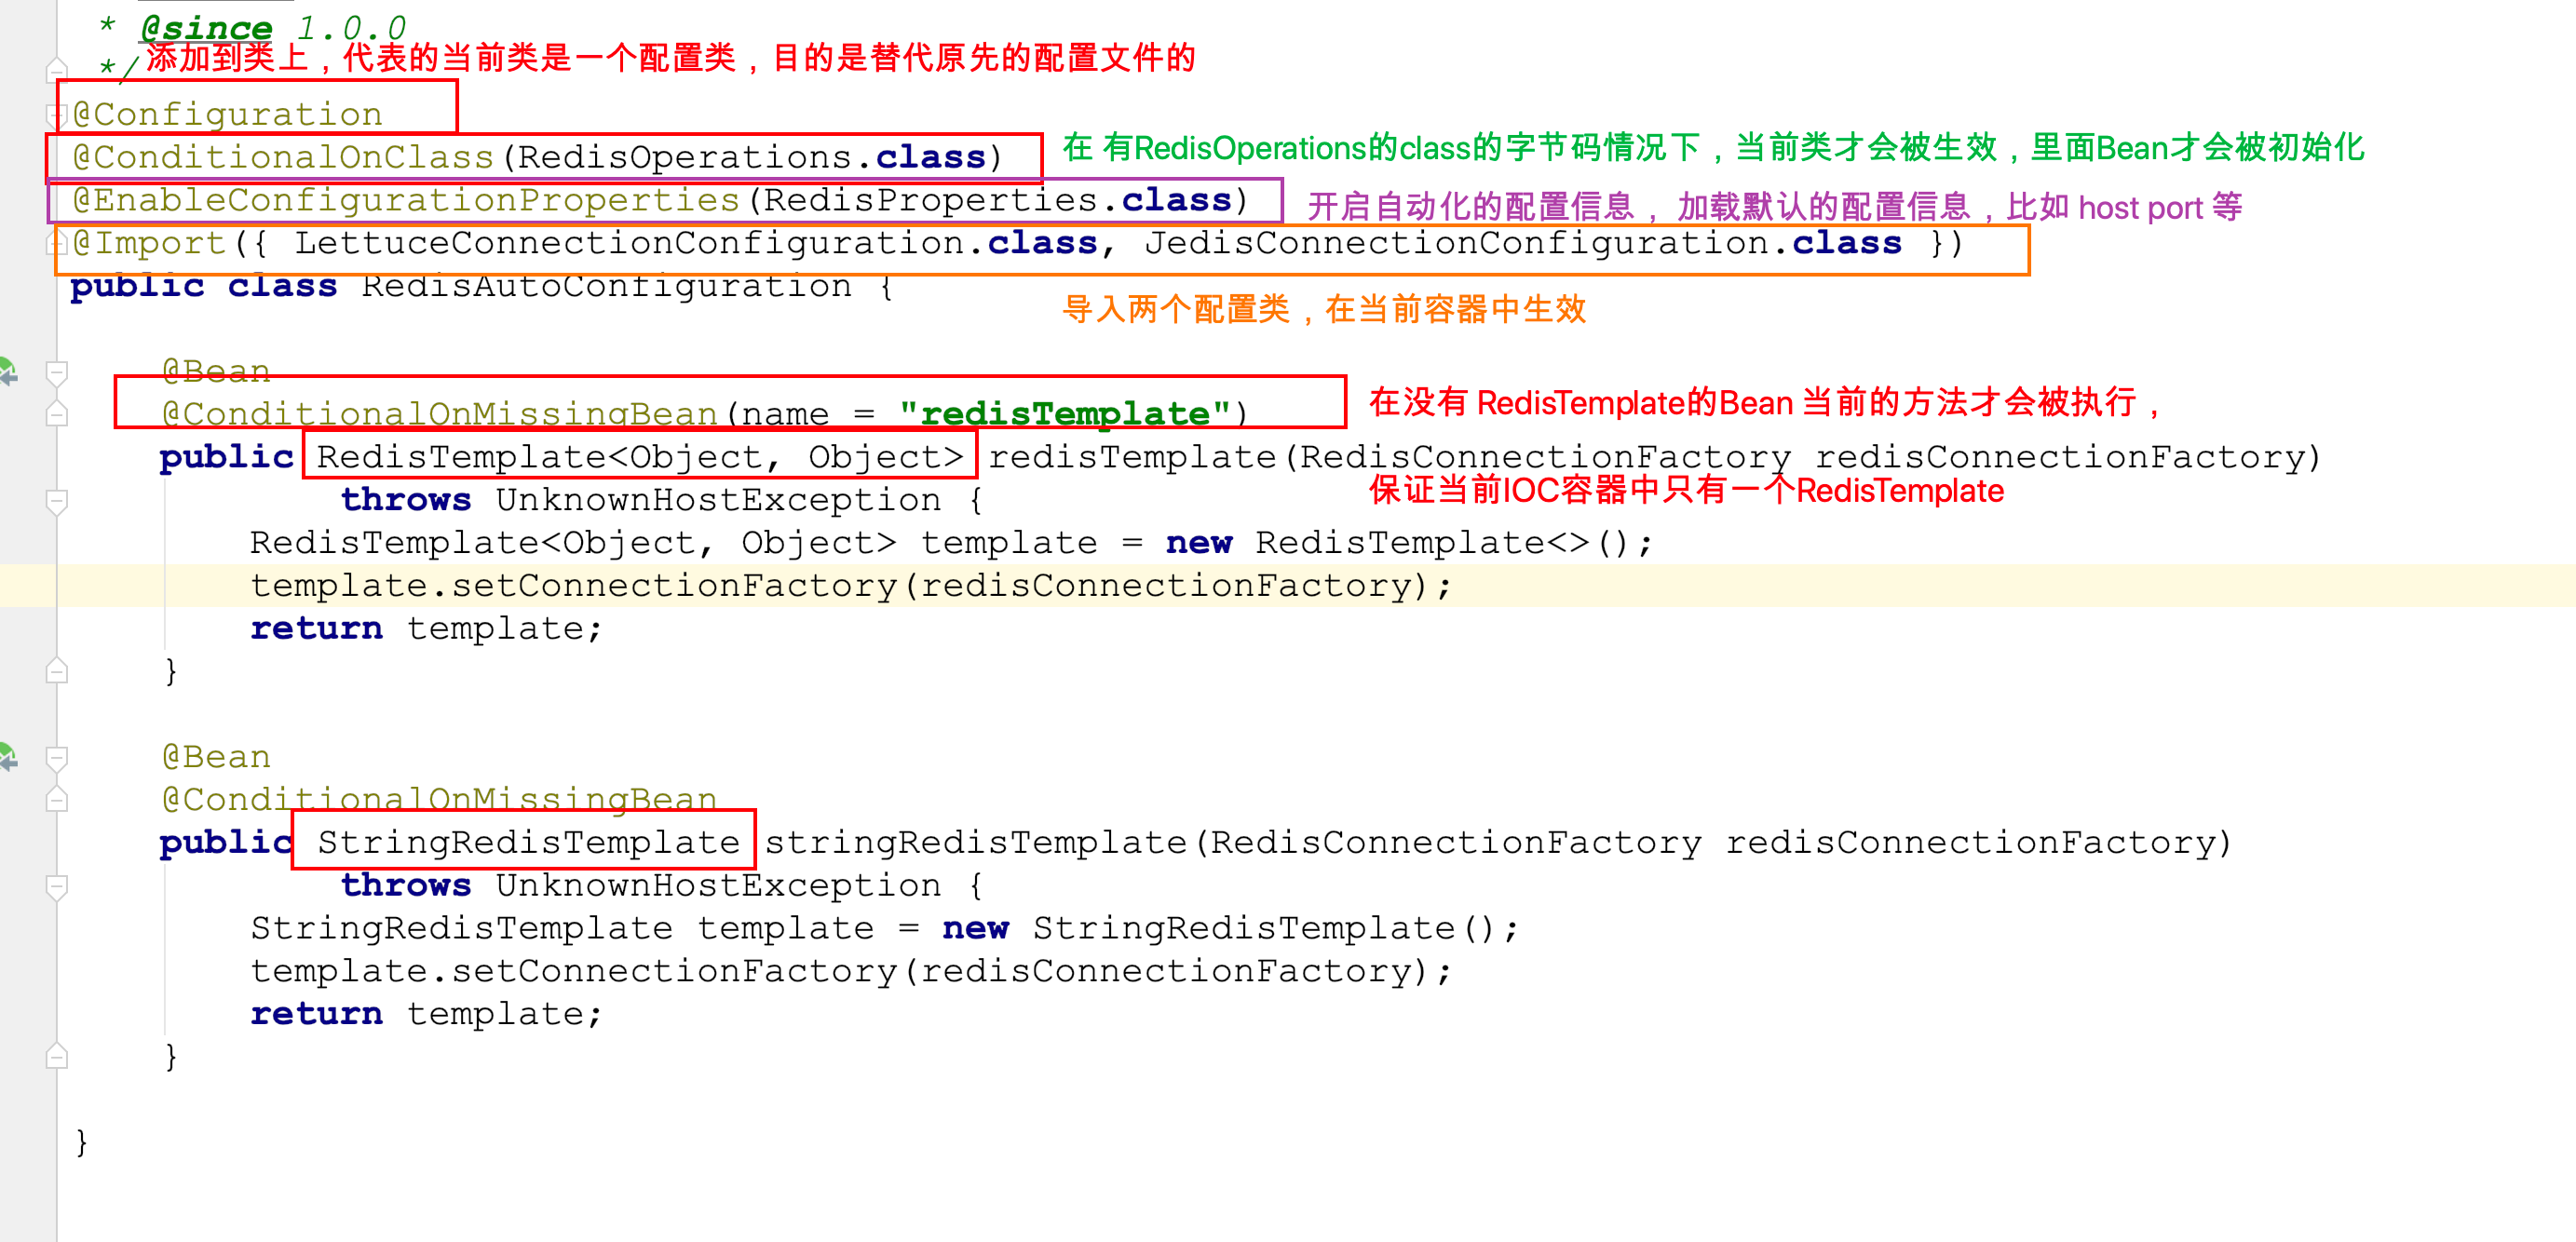 * @since 1.0.0
*/
添加到类上，代表的当前类是一个配置类，目的是替代原先的配置文件的
@Configuration
@ConditionalOnClass(RedisOperations.class)
在 有RedisOperations的class的字节码情况下，当前类才会被生效，里面Bean才会被初始化
@EnableConfigurationProperties(RedisProperties.class)
开启自动化的配置信息， 加载默认的配置信息，比如 host port 等
@Import({ LettuceConnectionConfiguration.class, JedisConnectionConfiguration.class })
public class RedisAutoConfiguration {
导入两个配置类，在当前容器中生效
@Bean
@ConditionalOnMissingBean(name = "redisTemplate")
在没有 RedisTemplate的Bean 当前的方法才会被执行，
public RedisTemplate<Object, Object> redisTemplate(RedisConnectionFactory redisConnectionFactory)
保证当前IOC容器中只有一个RedisTemplate
throws UnknownHostException {
RedisTemplate<Object, Object> template = new RedisTemplate<>();
template.setConnectionFactory(redisConnectionFactory);
return template;
}
@Bean
@ConditionalOnMissingBean
public StringRedisTemplate stringRedisTemplate(RedisConnectionFactory redisConnectionFactory)
throws UnknownHostException {
StringRedisTemplate template = new StringRedisTemplate();
template.setConnectionFactory(redisConnectionFactory);
return template;
}
}